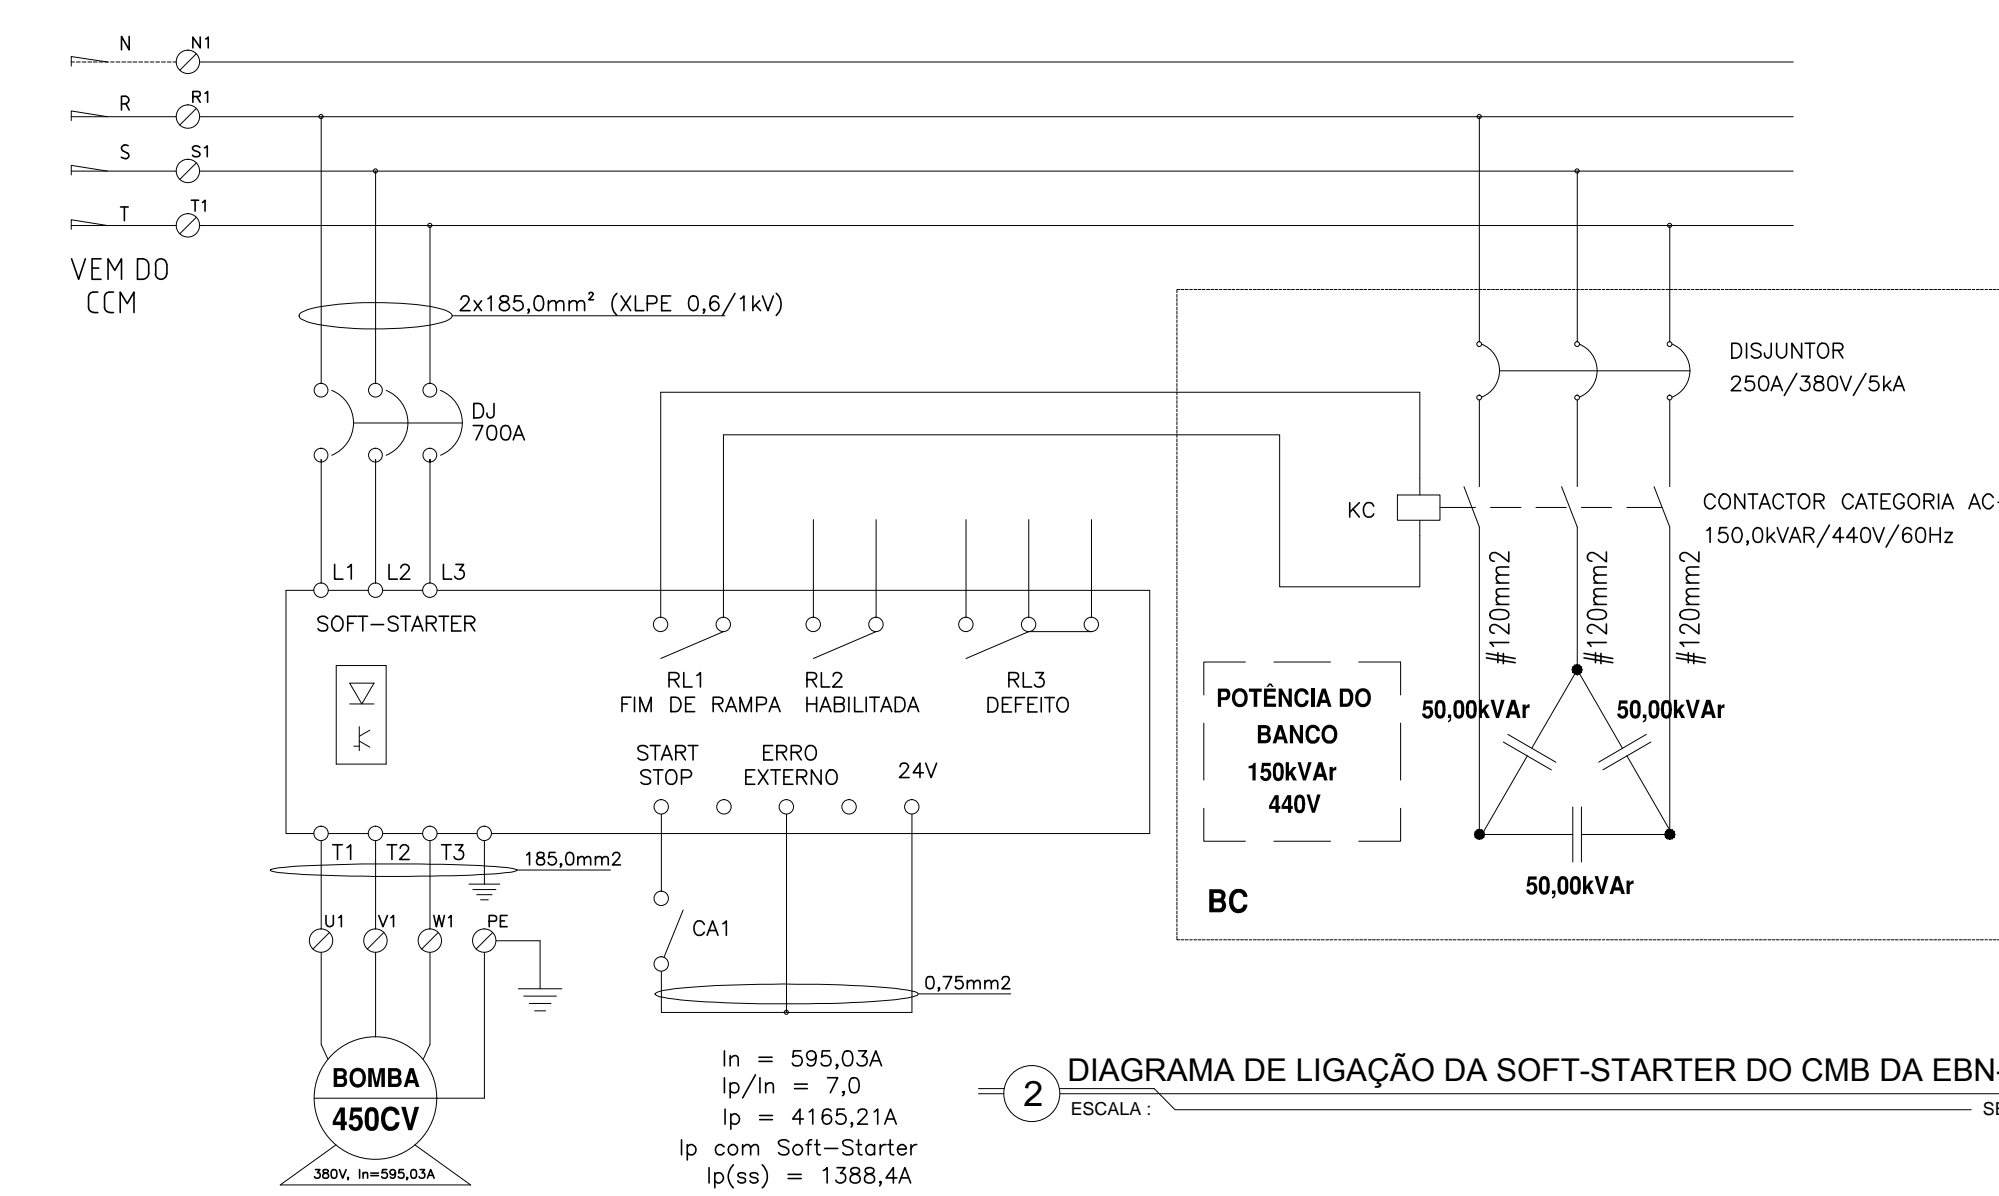 N
N1
R
R1
S
S1
T
T1
VEM DO
CCM
2x185,0mm² (XLPE 0,6/1kV)
DJ
700A
DISJUNTOR
250A/380V/5kA
KC
CONTACTOR CATEGORIA AC-
150,0kVAR/440V/60Hz
#120mm2
#120mm2
#120mm2
L1
L2
L3
SOFT-STARTER
RL1
FIM DE RAMPA
RL2
HABILITADA
RL3
DEFEITO
START
STOP
ERRO
EXTERNO
24V
POTÊNCIA DO
BANCO
150kVAr
440V
50,00kVAr
50,00kVAr
50,00kVAr
BC
T1
T2
T3
185,0mm2
U1
V1
W1
PE
CA1
0,75mm2
BOMBA
450CV
380V, In=595,03A
In = 595,03A
Ip/In = 7,0
Ip = 4165,21A
Ip com Soft-Starter
Ip(ss) = 1388,4A
2
DIAGRAMA DE LIGAÇÃO DA SOFT-STARTER DO CMB DA EBN-
ESCALA :